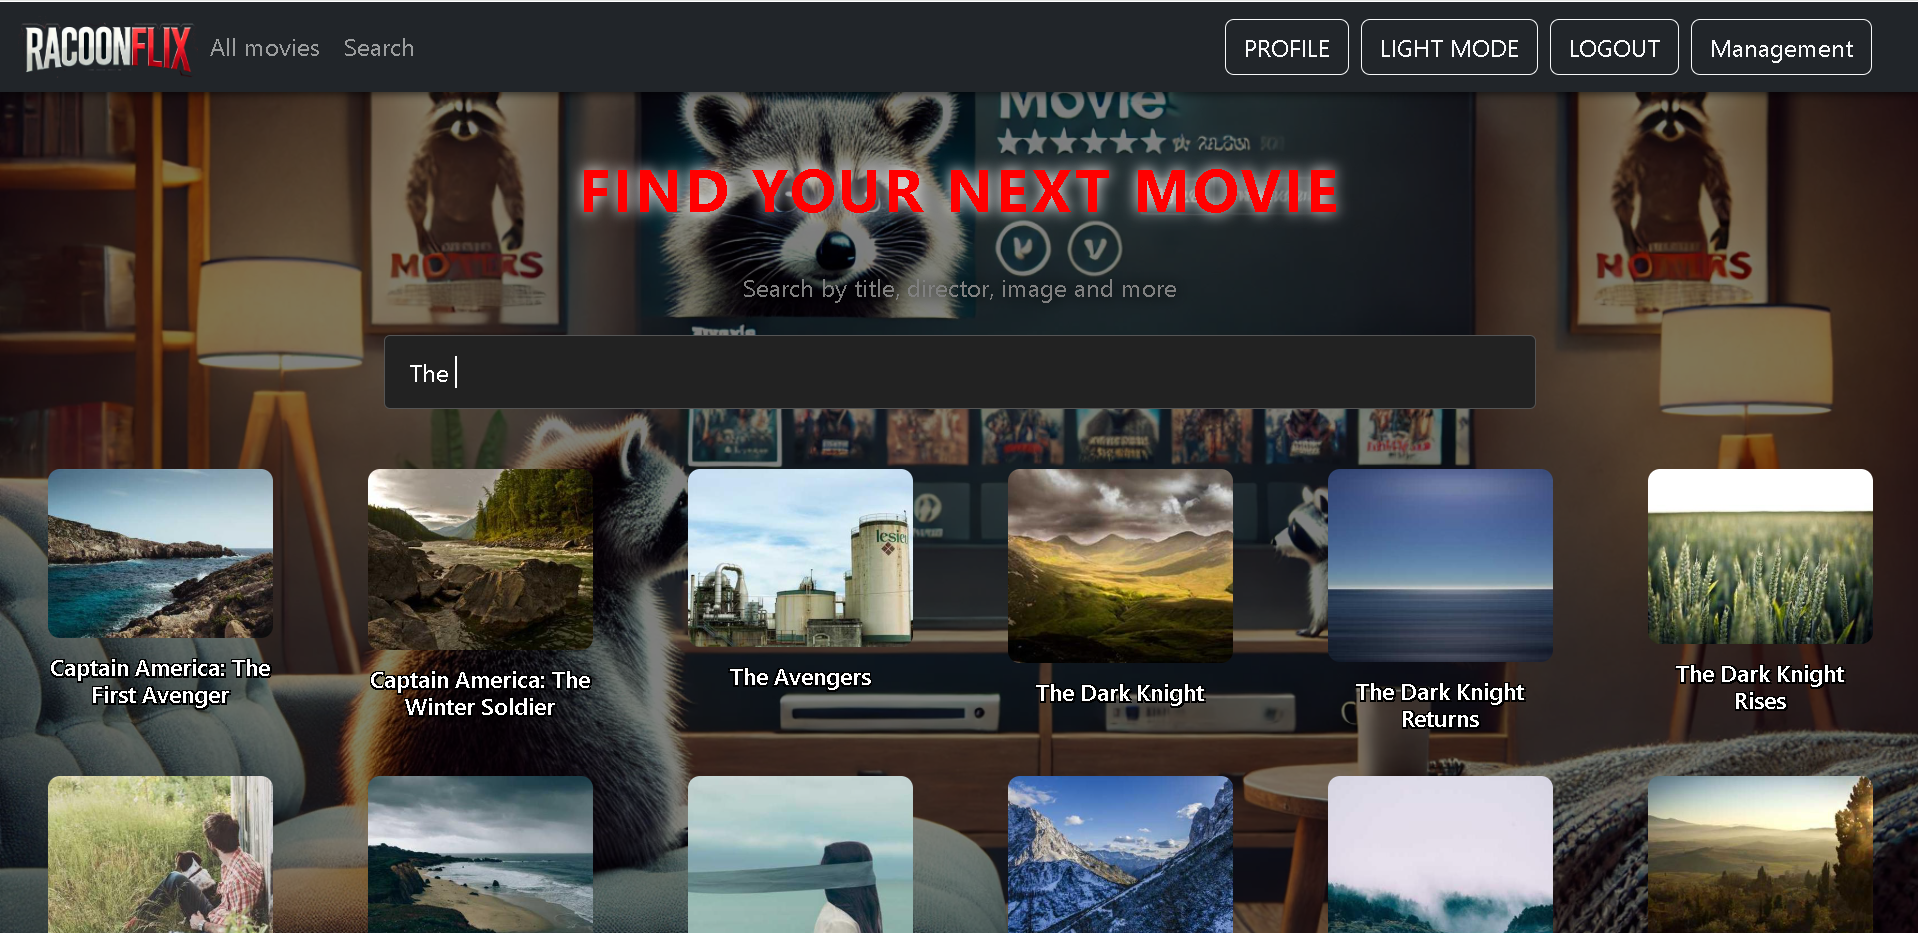 RACOONFLIX
All movies
Search
PROFILE
LIGHT MODE
LOGOUT
Management
Movie
FIND YOUR NEXT MOVIE
Search by title, director, image and more
The
lesieu
Captain America: The
First Avenger
Captain America: The
Winter Soldier
The Avengers
The Dark Knight
The Dark Knight
Returns
The Dark Knight
Rises